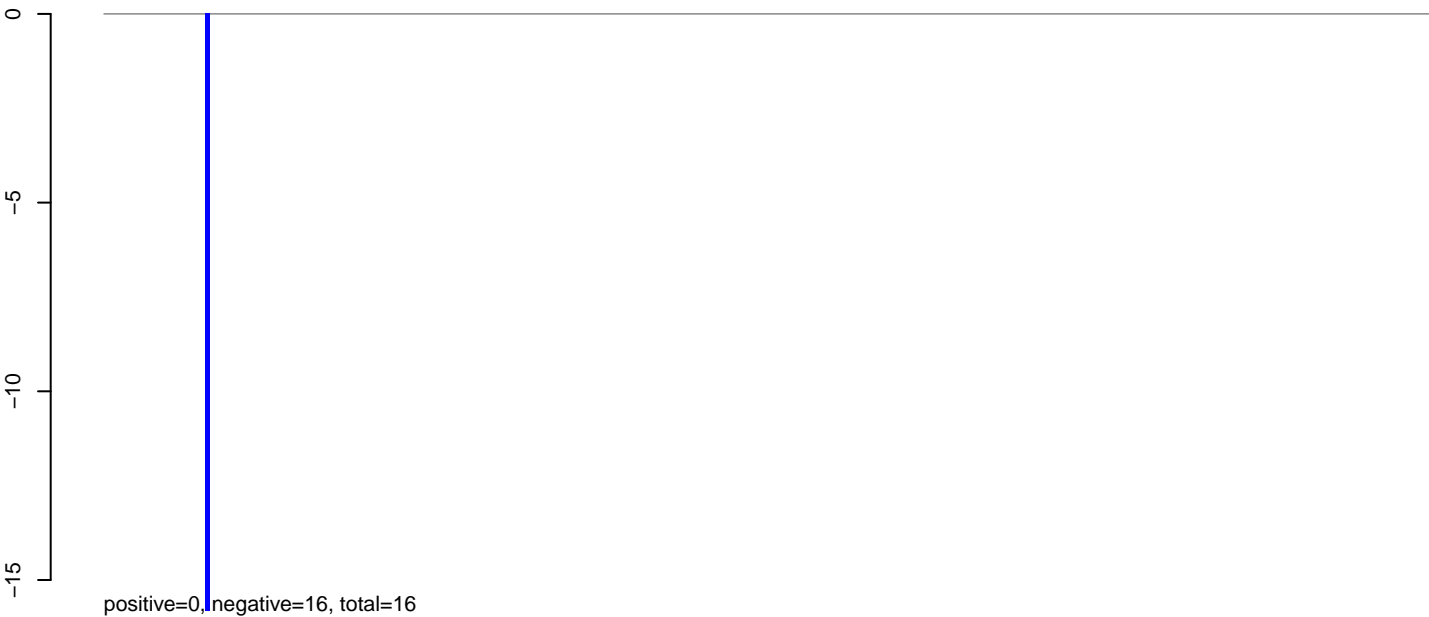 0
−5
−10
−15
positive=0, negative=16, total=16